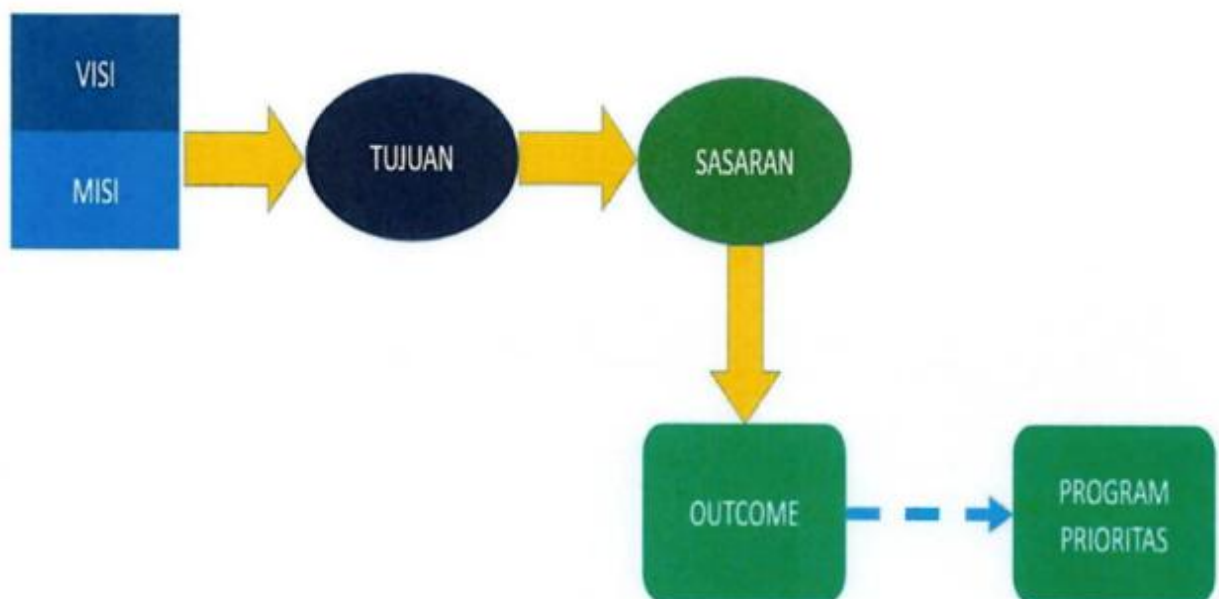 VISI
MISI
TUJUAN
SASARAN
OUTCOME
PROGRAM
PRIORITAS